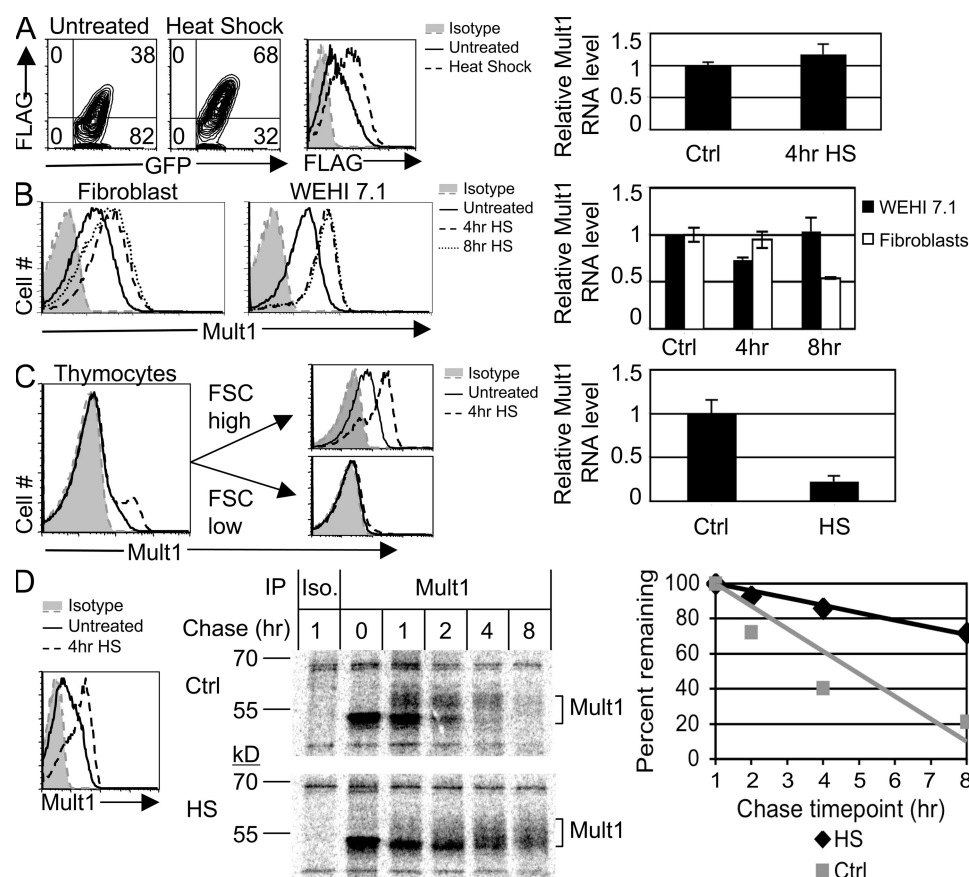 A
Untreated
Heat Shock
0 38
0 82
0 68
0 32
FLAG
GFP
FLAG
Isotype
Untreated
Heat Shock
Relative Mult1
RNA level
1.5
1
0.5
0
Ctrl 4hr HS
B
Fibroblast
WEHI 7.1
Cell #
Mult1
Isotype
Untreated
4hr HS
8hr HS
Relative Mult1
RNA level
1.5
1
0.5
0
Ctrl 4hr 8hr
WEHI 7.1
Fibroblasts
C
Thymocytes
Cell #
Mult1
FSC
high
FSC
low
Isotype
Untreated
4hr HS
Relative Mult1
RNA level
1.5
1
0.5
0
Ctrl HS
D
Isotype
Untreated
4hr HS
Mult1
IP Iso. Mult1
Chase (hr) 1 0 1 2 4 8
Ctrl
70
55
Mult1
kD
HS
70
55
Mult1
Percent remaining
100
80
60
40
20
0
1 2 3 4 5 6 7 8
Chase timepoint (hr)
HS
Ctrl